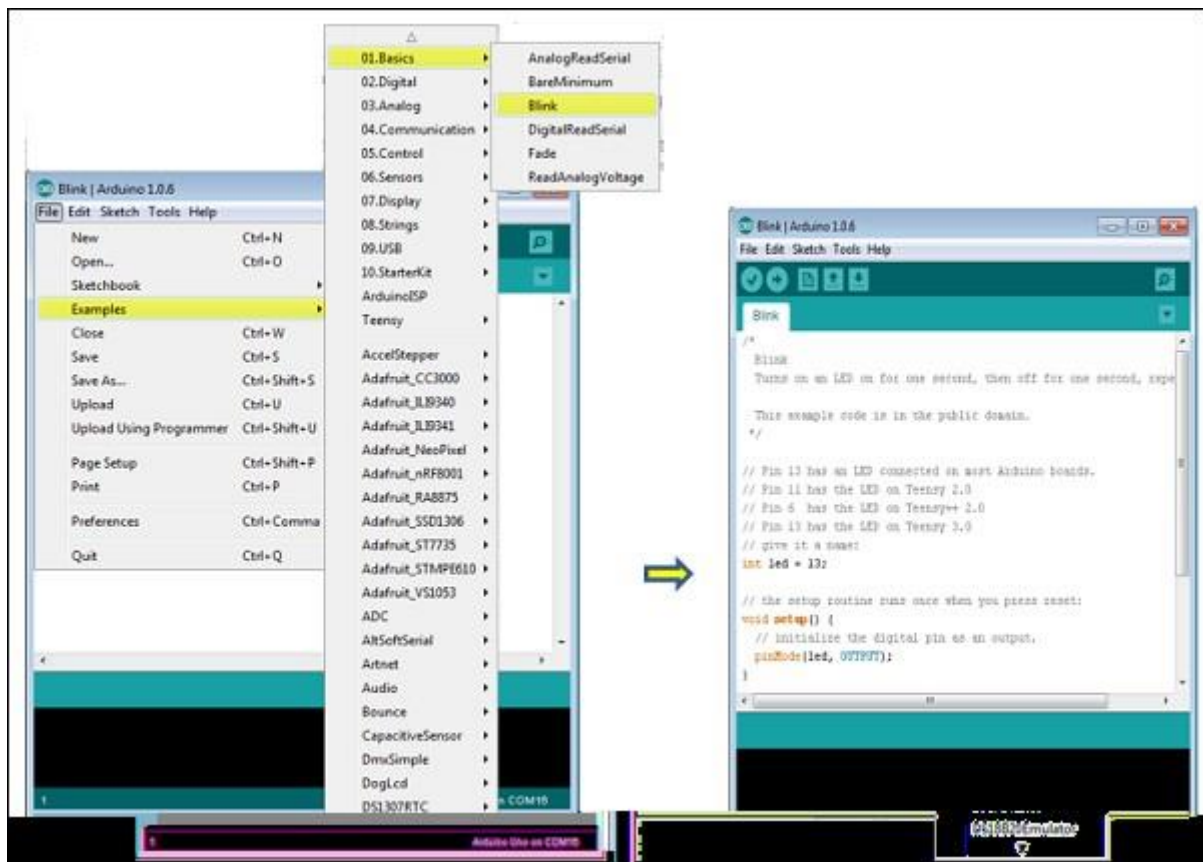 01.Basics
02.Digital
03.Analog
04.Communication
05.Control
06.Sensors
07.Display
08.Strings
09.USB
10.StarterKit
ArduinoISP
Teensy
AccelStepper
Adafruit_CC3000
Adafruit_ILI9340
Adafruit_ILI9341
Adafruit_NeoPixel
Adafruit_nRF8001
Adafruit_RA8875
Adafruit_SSD1306
Adafruit_ST7735
Adafruit_STMPE610
Adafruit_VS1053
ADC
AltSoftSerial
Artnet
Audio
Bounce
CapacitiveSensor
DmxSimple
DogLcd
DS1307RTC
AnalogReadSerial
BareMinimum
Blink
DigitalReadSerial
Fade
ReadAnalogVoltage
Blink | Arduino 1.0.6
File Edit Sketch Tools Help
New Ctrl+N
Open... Ctrl+O
Sketchbook
Examples
Close Ctrl+W
Save Ctrl+S
Save As... Ctrl+Shift+S
Upload Ctrl+U
Upload Using Programmer Ctrl+Shift+U
Page Setup Ctrl+Shift+P
Print Ctrl+P
Preferences Ctrl+Comma
Quit Ctrl+Q
1 on COM16
Blink | Arduino 1.0.6
File Edit Sketch Tools Help
Blink
/*
Blink
Turns on an LED on for one second, then off for one second, repe
This example code is in the public domain.
*/
// Pin 13 has an LED connected on most Arduino boards.
// Pin 11 has the LED on Teensy 2.0
// Pin 6 has the LED on Teensy++ 2.0
// Pin 13 has the LED on Teensy 3.0
// give it a name:
int led = 13;
// the setup routine runs once when you press reset:
void setup() {
// initialize the digital pin as an output.
pinMode(led, OUTPUT);
}
1 Arduino Uno on COM16